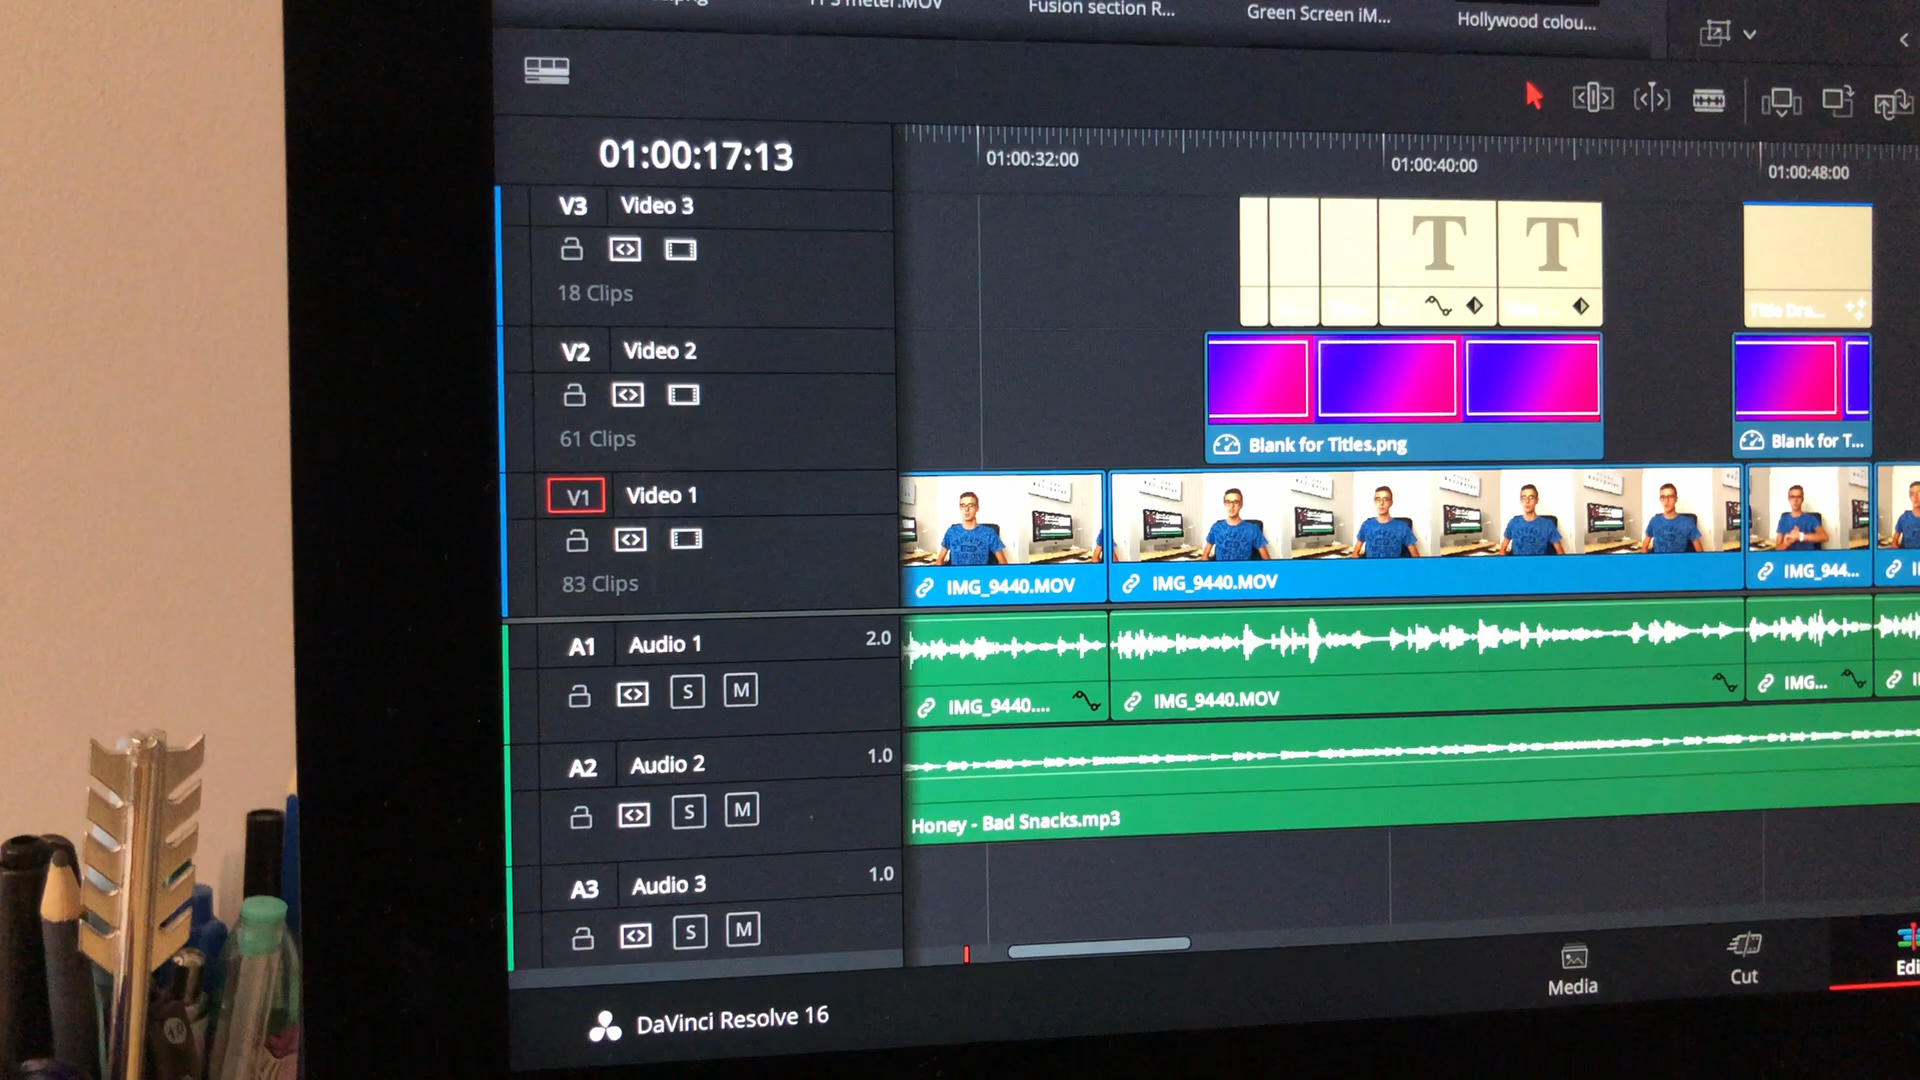 Fusion section R...
Green Screen iM...
Hollywood colou...
01:00:17:13
01:00:32:00
01:00:40:00
01:00:48:00
V3 Video 3
18 Clips
T
T
Title Dra...
V2 Video 2
61 Clips
Blank for Titles.png
Blank for T...
V1 Video 1
83 Clips
IMG_9440.MOV
IMG_9440.MOV
IMG_944...
A1 Audio 1 2.0
S M
IMG_9440....
IMG_9440.MOV
IMG...
A2 Audio 2 1.0
S M
Honey - Bad Snacks.mp3
A3 Audio 3 1.0
S M
Media
Cut
Edi
DaVinci Resolve 16